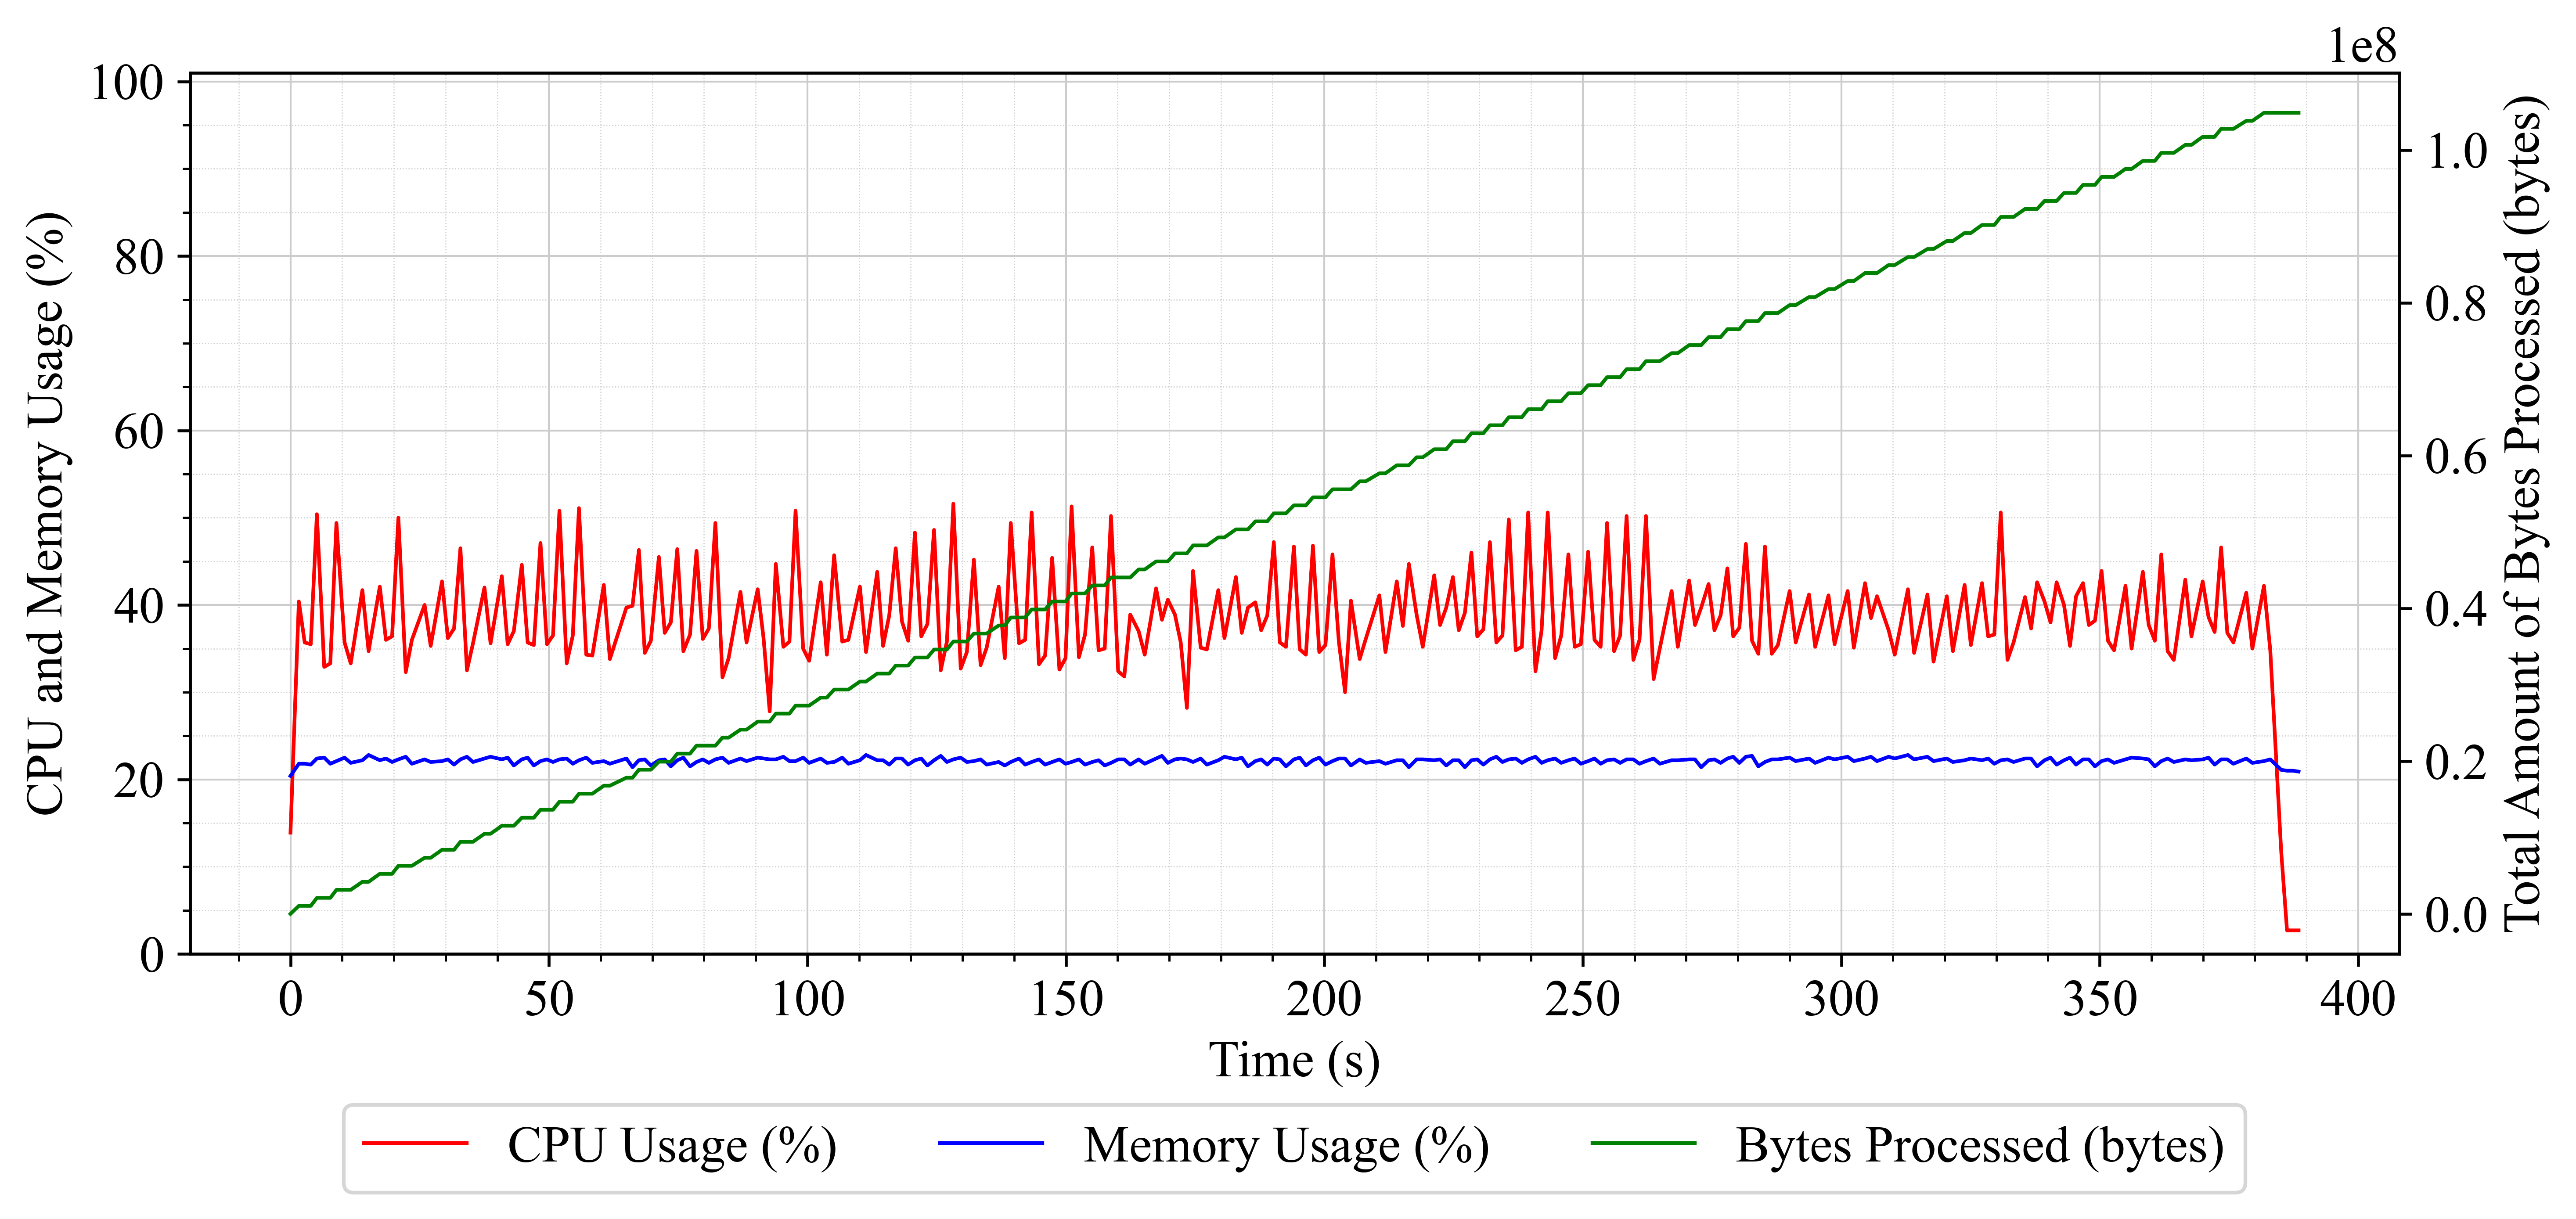 1e8
100
80
60
40
20
0
CPU and Memory Usage (%)
1.0
0.8
0.6
0.4
0.2
0.0
Total Amount of Bytes Processed (bytes)
0 50 100 150 200 250 300 350 400
Time (s)
CPU Usage (%) Memory Usage (%) Bytes Processed (bytes)